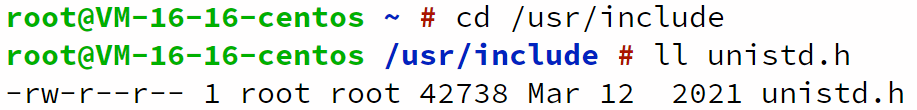 root@VM-16-16-centos ~ # cd /usr/include
root@VM-16-16-centos /usr/include # ll unistd.h
-rw-r--r-- 1 root root 42738 Mar 12  2021 unistd.h